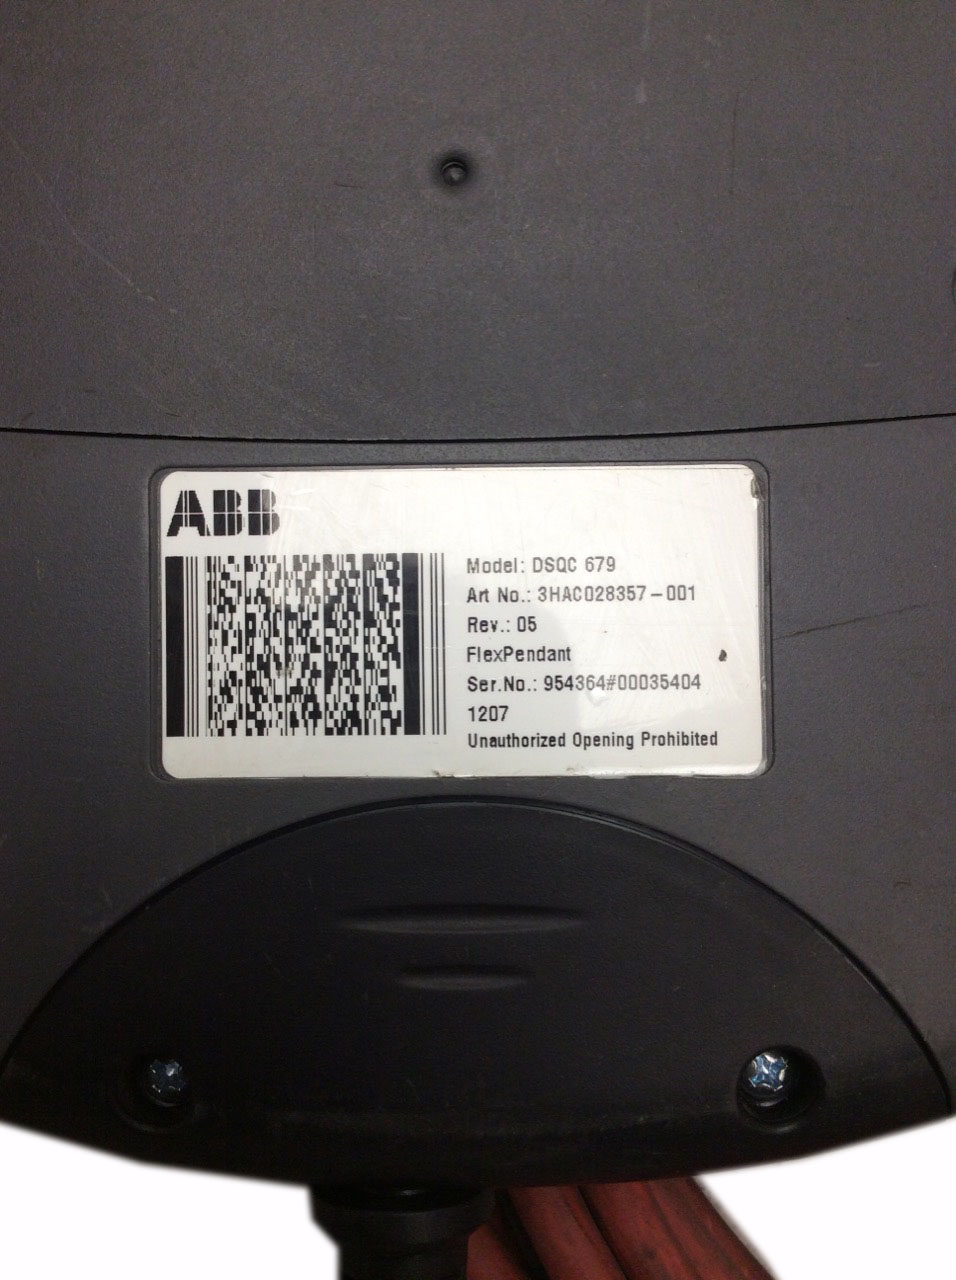 ABB
Model: DSQC 679
Art No.: 3HAC028357-001
Rev.: 05
FlexPendant
Ser.No.: 954364#00035404
1207
Unauthorized Opening Prohibited